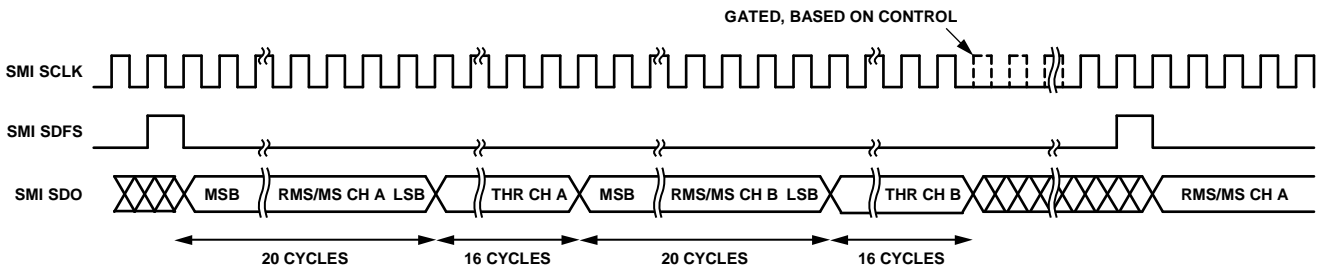 GATED, BASED ON CONTROL
SMI SCLK
SMI SDFS
SMI SDO
MSB
RMS/MS CH A LSB
THR CH A
MSB
RMS/MS CH B LSB
THR CH B
RMS/MS CH A
20 CYCLES
16 CYCLES
20 CYCLES
16 CYCLES